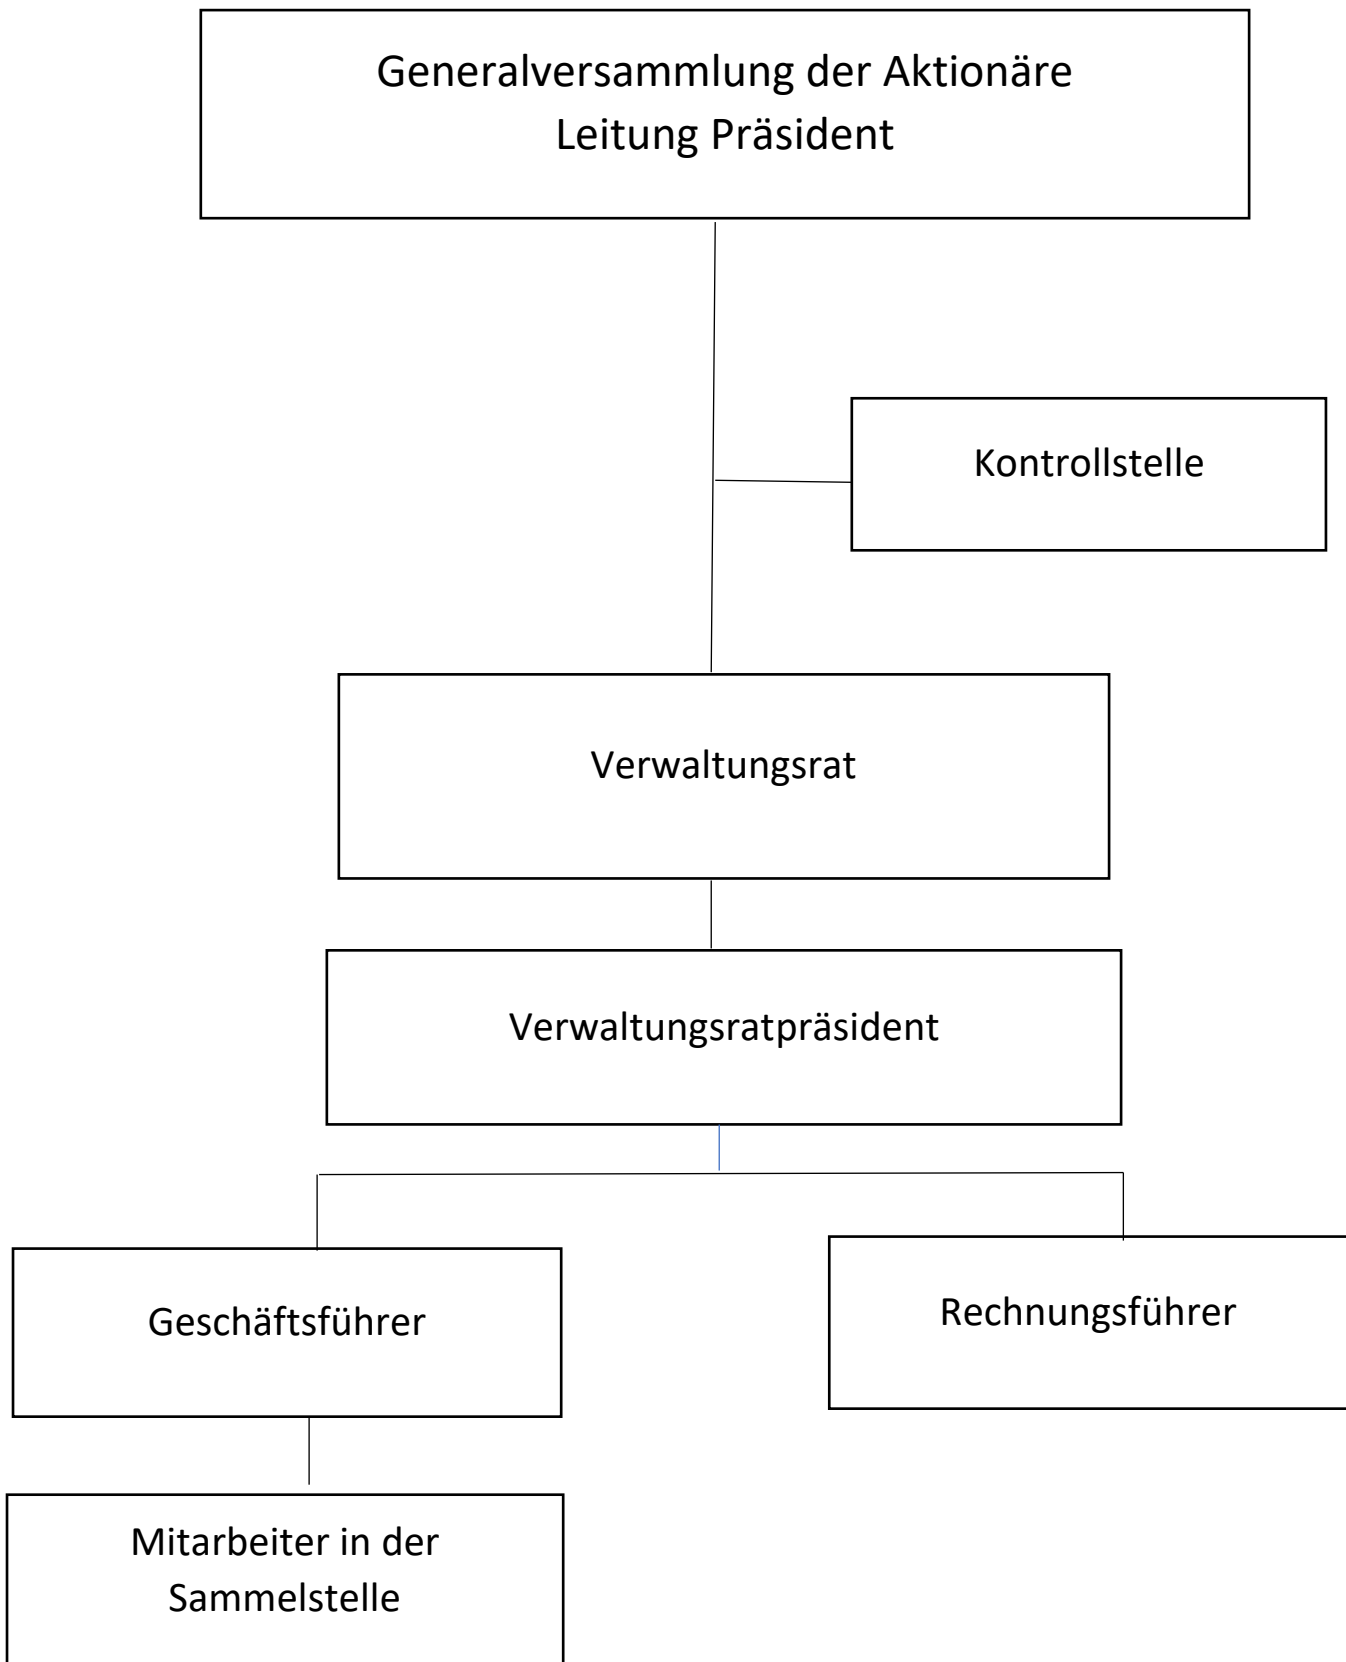 Generalversammlung der Aktionäre
Leitung Präsident
Kontrollstelle
Verwaltungsrat
Verwaltungsratpräsident
Geschäftsführer
Rechnungsführer
Mitarbeiter in der
Sammelstelle